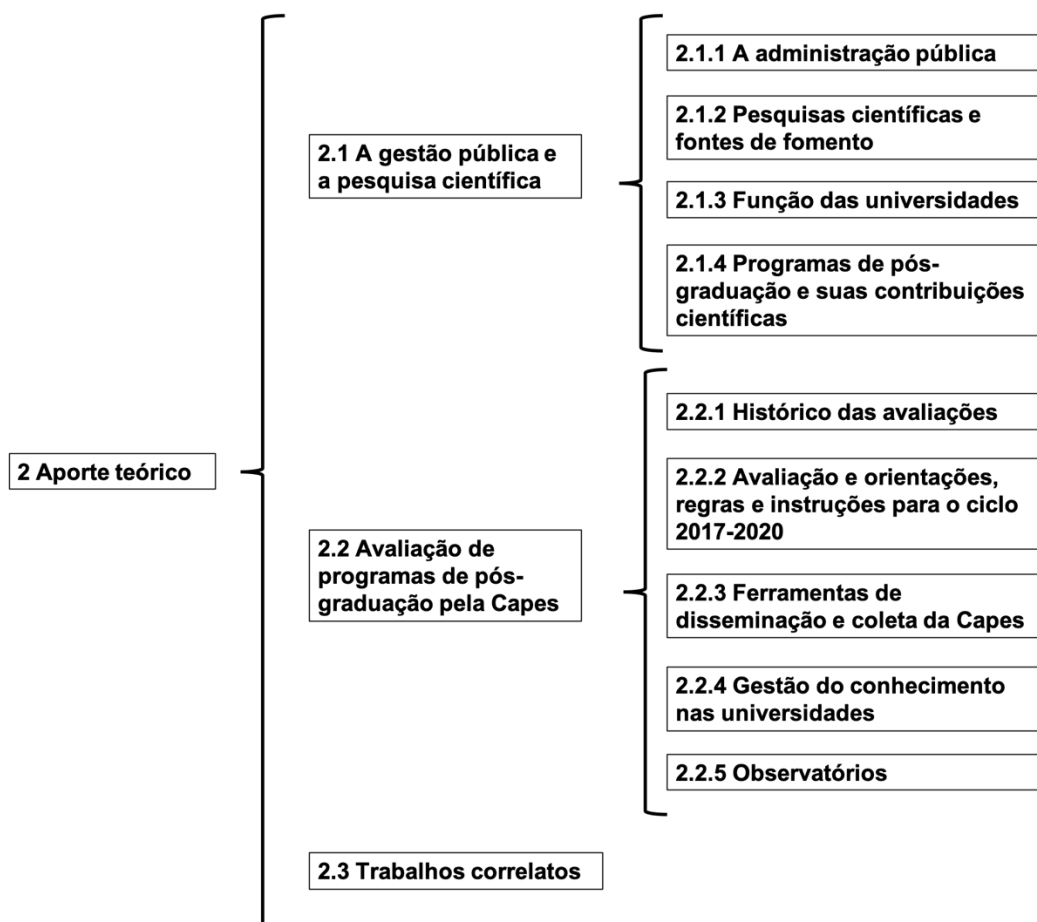 2 Aporte teórico
2.1 A gestão pública e
a pesquisa científica
2.1.1 A administração pública
2.1.2 Pesquisas científicas e
fontes de fomento
2.1.3 Função das universidades
2.1.4 Programas de pós-
graduação e suas contribuições
científicas
2.2 Avaliação de
programas de pós-
graduação pela Capes
2.2.1 Histórico das avaliações
2.2.2 Avaliação e orientações,
regras e instruções para o ciclo
2017-2020
2.2.3 Ferramentas de
disseminação e coleta da Capes
2.2.4 Gestão do conhecimento
nas universidades
2.2.5 Observatórios
2.3 Trabalhos correlatos